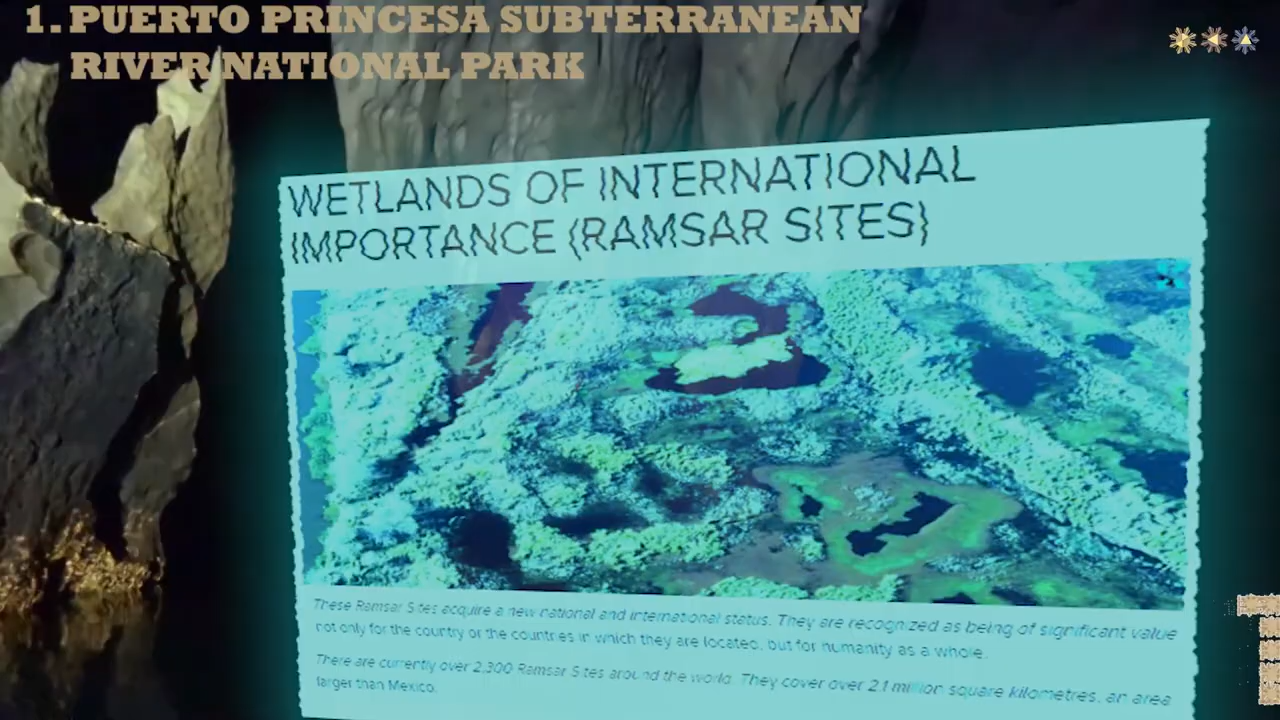 1. PUERTO PRINCESA SUBTERRANEAN
RIVER NATIONAL PARK
WETLANDS OF INTERNATIONAL
IMPORTANCE (RAMSAR SITES)
These Ramsar Sites acquire a new national and international status. They are recognized as being of significant value
not only for the country or the countries in which they are located, but for humanity as a whole.
There are currently over 2,300 Ramsar Sites around the world. They cover over 2.1 million square kilometres, an area
larger than Mexico.